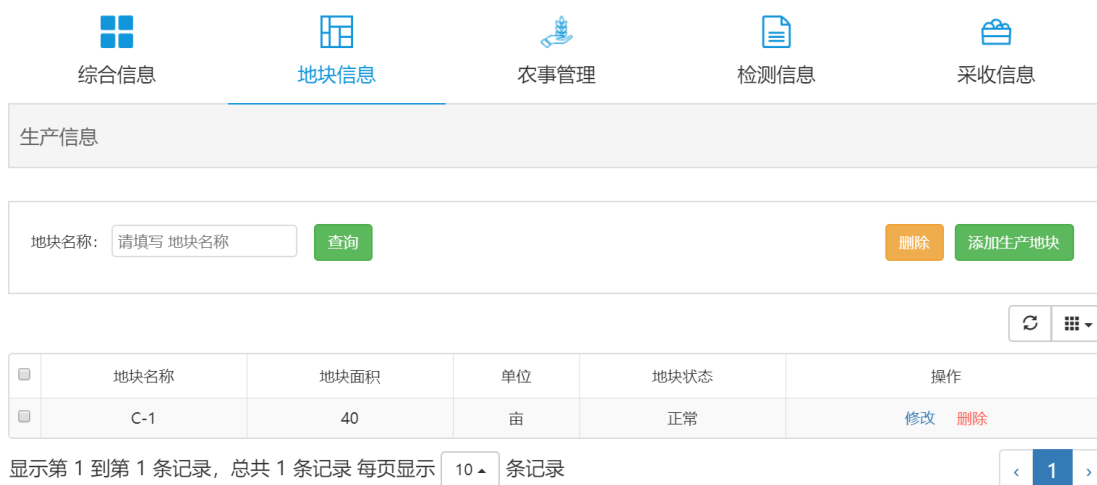 综合信息 地块信息 农事管理 检测信息 采收信息
生产信息
地块名称: 请填写 地块名称 查询 删除 添加生产地块
地块名称 地块面积 单位 地块状态 操作
C-1 40 亩 正常 修改 删除
显示第 1 到第 1 条记录，总共 1 条记录 每页显示 10 条记录 ‹ 1 ›